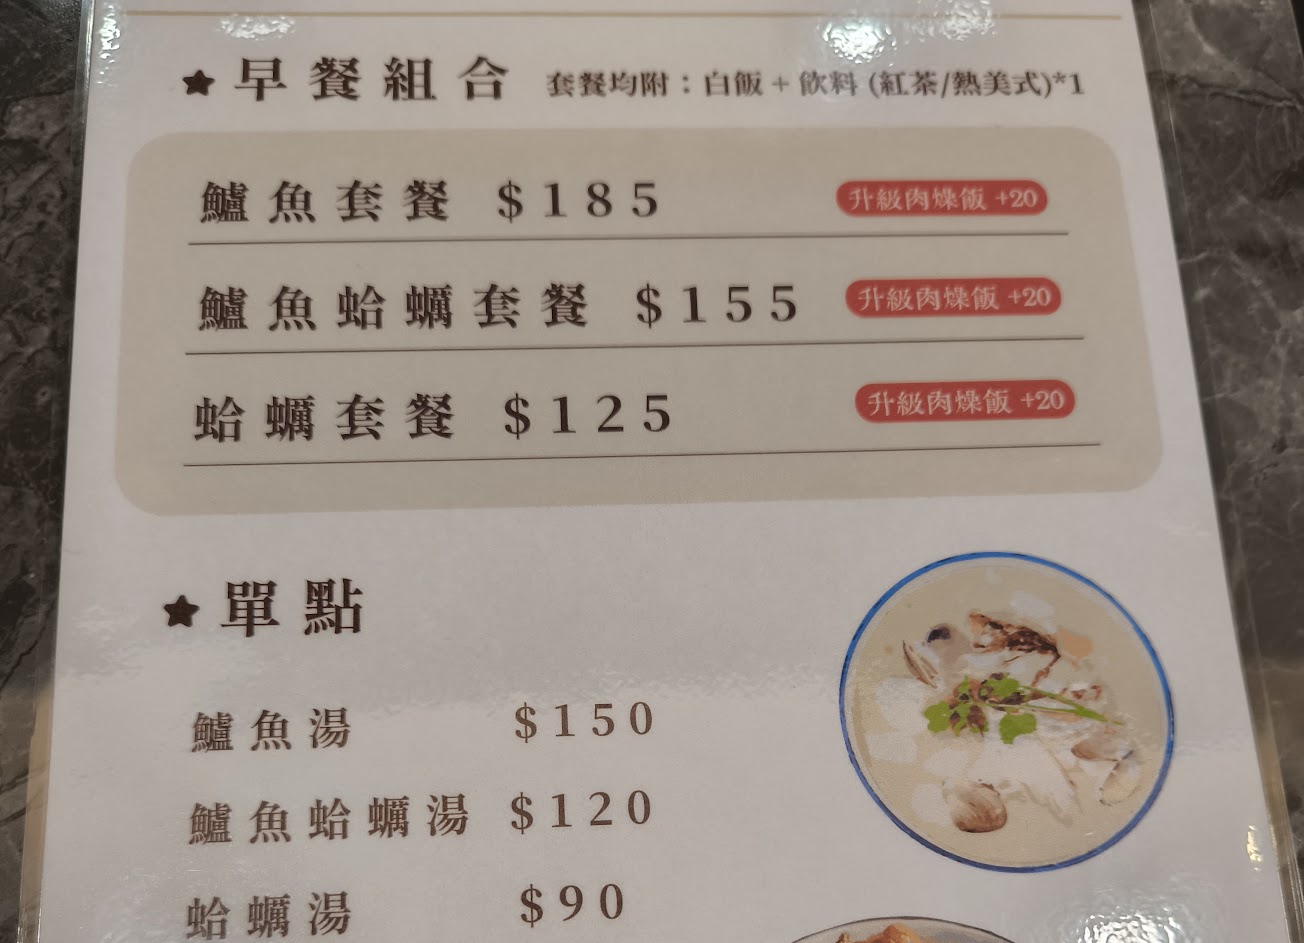 ★早餐組合 套餐均附：白飯＋飲料 (紅茶/熱美式)*1
鱸魚套餐 $185 升級肉燥飯 +20
鱸魚蛤蠣套餐 $155 升級肉燥飯 +20
蛤蠣套餐 $125 升級肉燥飯 +20
★單點
鱸魚湯 $150
鱸魚蛤蠣湯 $120
蛤蠣湯 $90